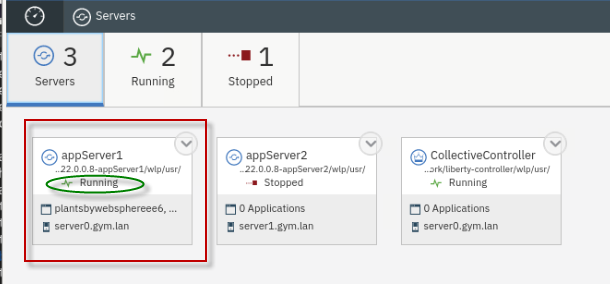 Servers
3
Servers
2
Running
1
Stopped
appServer1
...22.0.0.8-appServer1/wlp/usr/
Running
plantsbywebsphereee6, ...
server0.gym.lan
appServer2
...22.0.0.8-appServer2/wlp/usr/
Stopped
0 Applications
server1.gym.lan
CollectiveController
...ork/liberty-controller/wlp/usr/
Running
0 Applications
server0.gym.lan